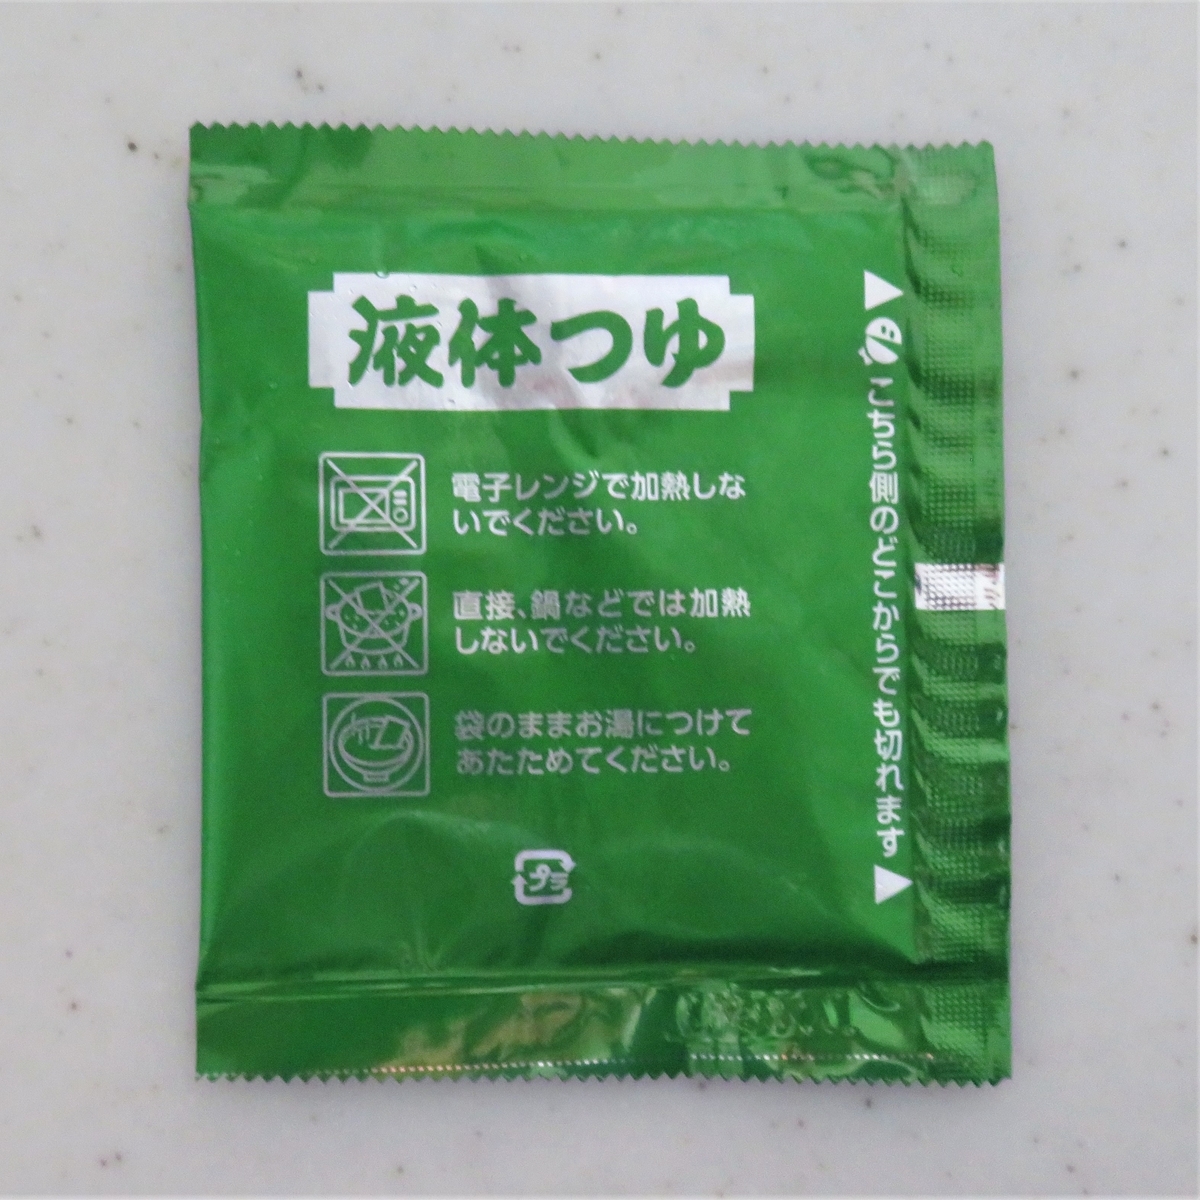 液体つゆ
電子レンジで加熱しな
いでください。
直接、鍋などでは加熱
しないでください。
袋のままお湯につけて
あたためてください。
プラ
こちら側のどこからでも切れます